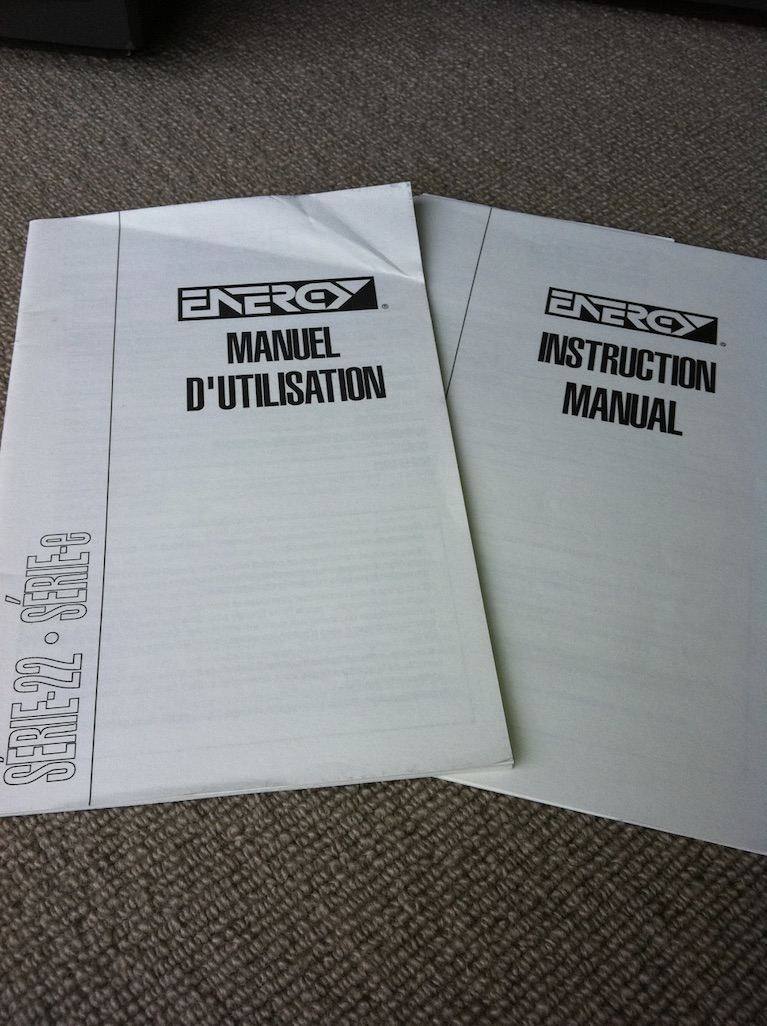 ENERGY®
MANUEL
D'UTILISATION
SÉRIE-22 • SÉRIE-e
ENERGY®
INSTRUCTION
MANUAL